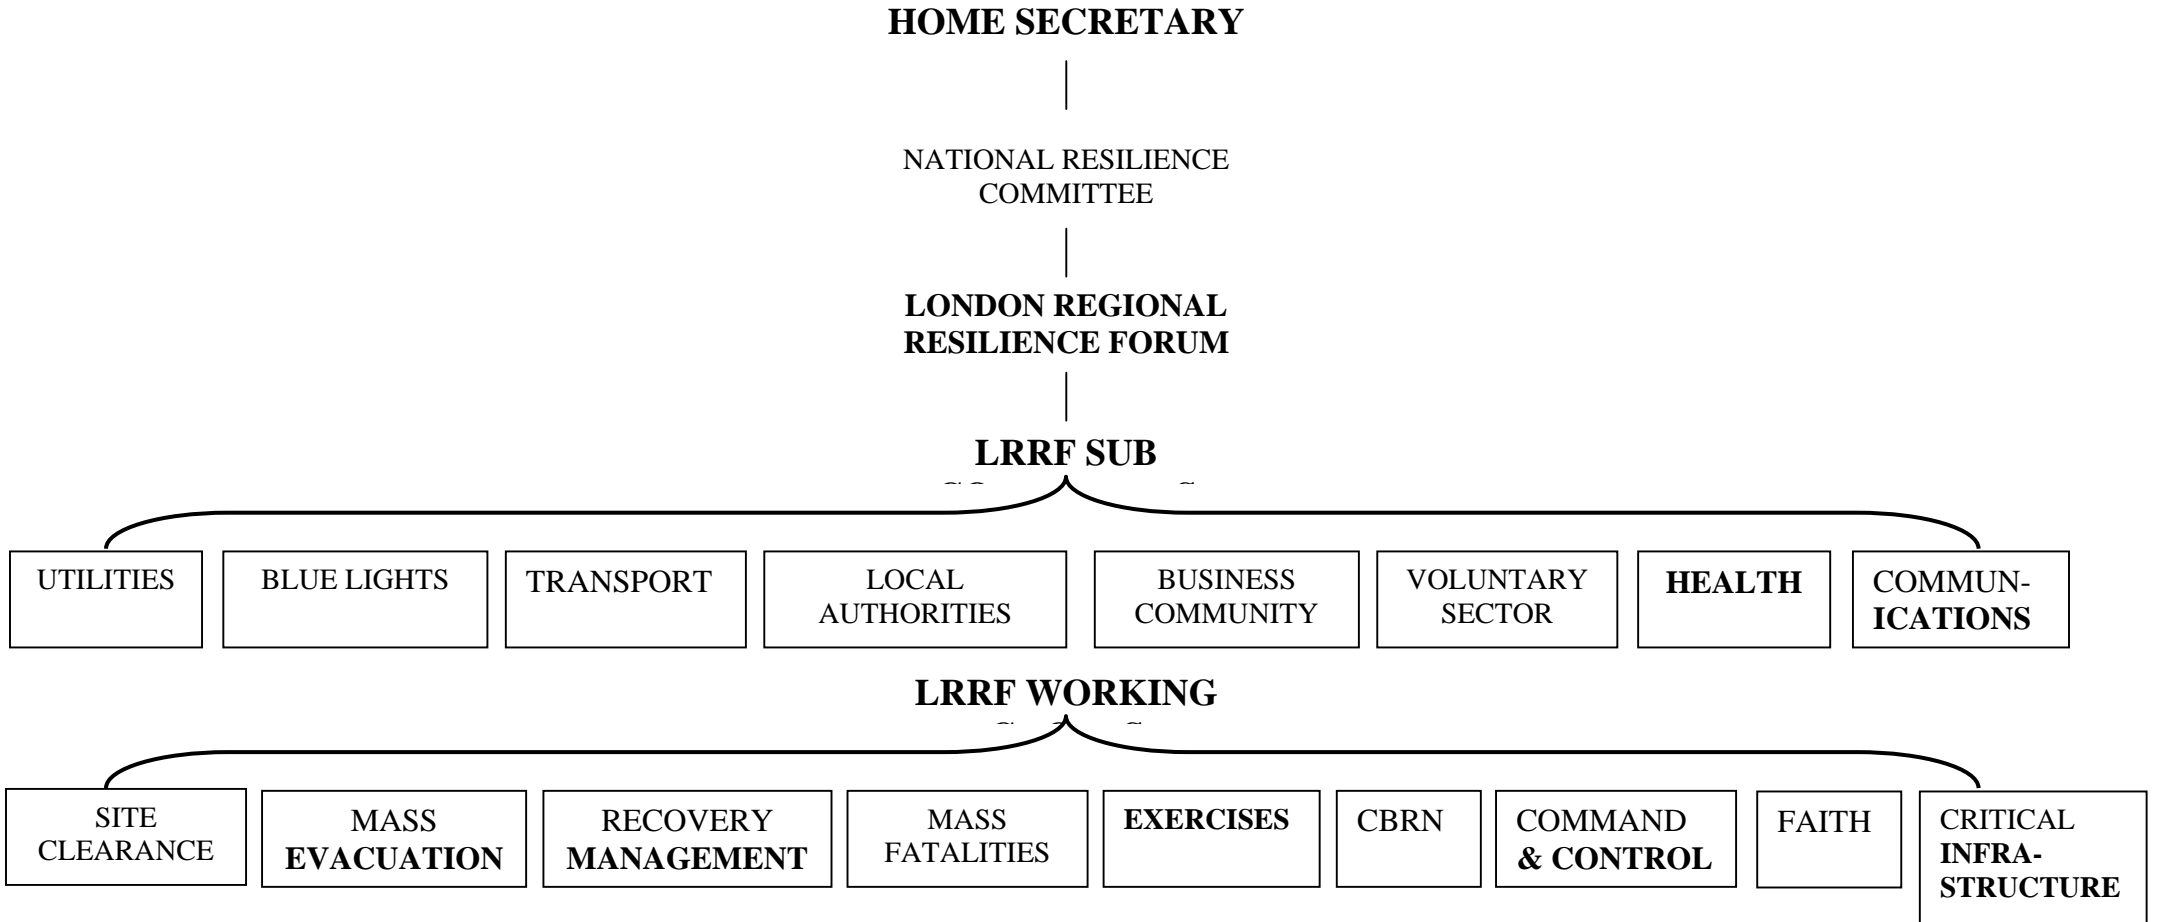 HOME SECRETARY
NATIONAL RESILIENCE
COMMITTEE
LONDON REGIONAL
RESILIENCE FORUM
LRRF SUB
UTILITIES
BLUE LIGHTS
TRANSPORT
LOCAL
AUTHORITIES
BUSINESS
COMMUNITY
VOLUNTARY
SECTOR
HEALTH
COMMUN-
ICATIONS
LRRF WORKING
SITE
CLEARANCE
MASS
EVACUATION
RECOVERY
MANAGEMENT
MASS
FATALITIES
EXERCISES
CBRN
COMMAND
& CONTROL
FAITH
CRITICAL
INFRA-
STRUCTURE